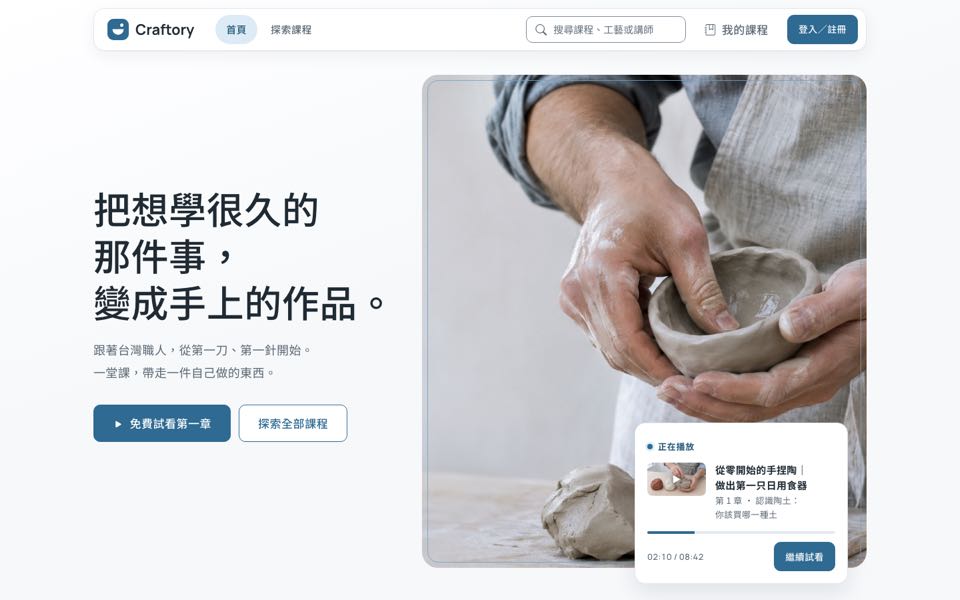 Craftory
首頁
探索課程
搜尋課程、工藝或講師
我的課程
登入／註冊
把想學很久的
那件事，
變成手上的作品。
跟著台灣職人，從第一刀、第一針開始。
一堂課，帶走一件自己做的東西。
免費試看第一章
探索全部課程
正在播放
從零開始的手捏陶｜
做出第一只日用食器
第 1 章 · 認識陶土：
你該買哪一種土
02:10 / 08:42
繼續試看